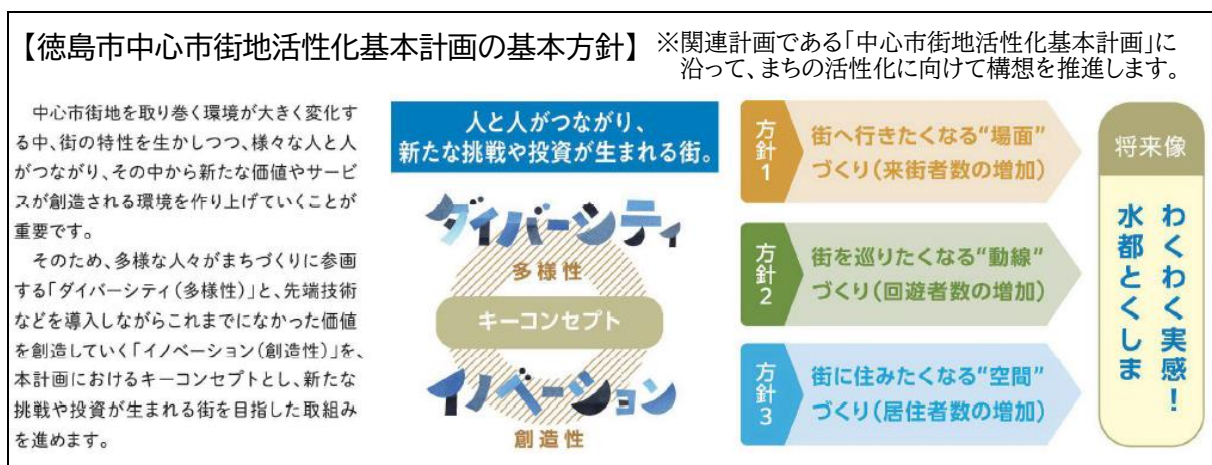 【徳島市中心市街地活性化基本計画の基本方針】
※関連計画である「中心市街地活性化基本計画」に
沿って、まちの活性化に向けて構想を推進します。
中心市街地を取り巻く環境が大きく変化す
る中、街の特性を生かしつつ、様々な人と人
がつながり、その中から新たな価値やサービ
スが創造される環境を作り上げていくことが
重要です。
そのため、多様な人々がまちづくりに参画
する「ダイバーシティ(多様性)」と、先端技術
などを導入しながらこれまでになかった価値
を創造していく「イノベーション(創造性)」を、
本計画におけるキーコンセプトとし、新たな
挑戦や投資が生まれる街を目指した取組み
を進めます。
人と人がつながり、
新たな挑戦や投資が生まれる街。
ダイバーシティ
多様性
キーコンセプト
イノベーション
創造性
方針1
街へ行きたくなる“場面”
づくり(来街者数の増加)
方針2
街を巡りたくなる“動線”
づくり(回遊者数の増加)
方針3
街に住みたくなる“空間”
づくり(居住者数の増加)
将来像
わくわく実感!
水都とくしま